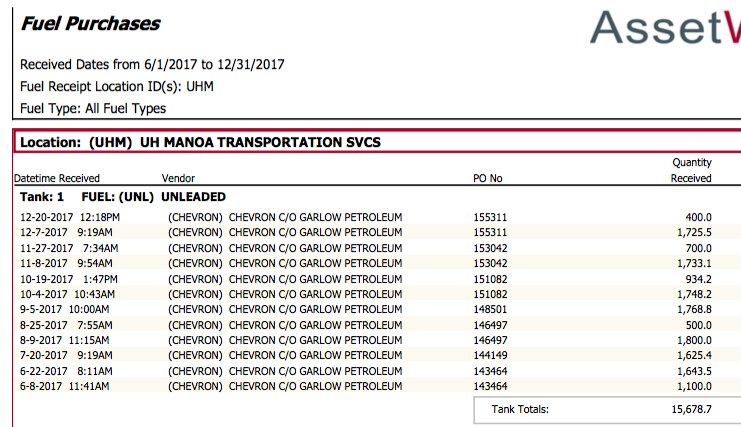 Fuel Purchases
AssetW
Received Dates from 6/1/2017 to 12/31/2017
Fuel Receipt Location ID(s): UHM
Fuel Type: All Fuel Types
Location: (UHM) UH MANOA TRANSPORTATION SVCS
Quantity
Datetime Received Vendor PO No Received
Tank: 1 FUEL: (UNL) UNLEADED
12-20-2017 12:18PM (CHEVRON) CHEVRON C/O GARLOW PETROLEUM 155311 400.0
12-7-2017 9:19AM (CHEVRON) CHEVRON C/O GARLOW PETROLEUM 155311 1,725.5
11-27-2017 7:34AM (CHEVRON) CHEVRON C/O GARLOW PETROLEUM 153042 700.0
11-8-2017 9:54AM (CHEVRON) CHEVRON C/O GARLOW PETROLEUM 153042 1,733.1
10-19-2017 1:47PM (CHEVRON) CHEVRON C/O GARLOW PETROLEUM 151082 934.2
10-4-2017 10:43AM (CHEVRON) CHEVRON C/O GARLOW PETROLEUM 151082 1,748.2
9-5-2017 10:00AM (CHEVRON) CHEVRON C/O GARLOW PETROLEUM 148501 1,768.8
8-25-2017 7:55AM (CHEVRON) CHEVRON C/O GARLOW PETROLEUM 146497 500.0
8-9-2017 11:15AM (CHEVRON) CHEVRON C/O GARLOW PETROLEUM 146497 1,800.0
7-20-2017 9:19AM (CHEVRON) CHEVRON C/O GARLOW PETROLEUM 144149 1,625.4
6-22-2017 8:11AM (CHEVRON) CHEVRON C/O GARLOW PETROLEUM 143464 1,643.5
6-8-2017 11:41AM (CHEVRON) CHEVRON C/O GARLOW PETROLEUM 143464 1,100.0
Tank Totals: 15,678.7